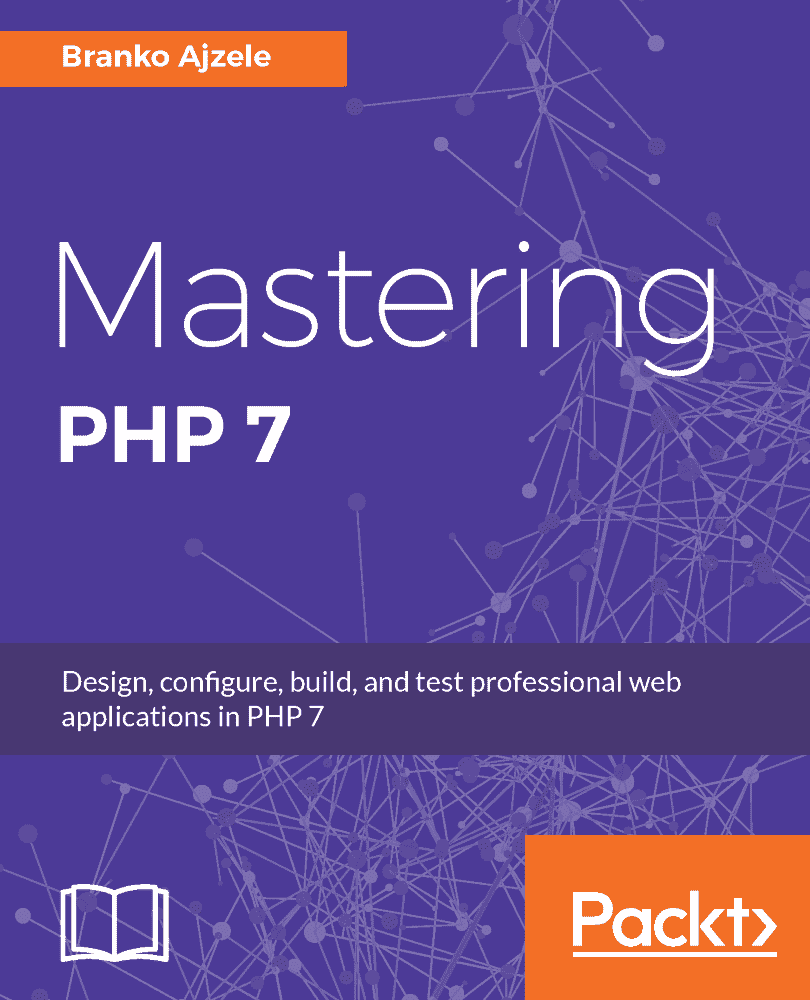 Branko Ajzele
Mastering
PHP 7
Design, configure, build, and test professional web
applications in PHP 7
Packt>